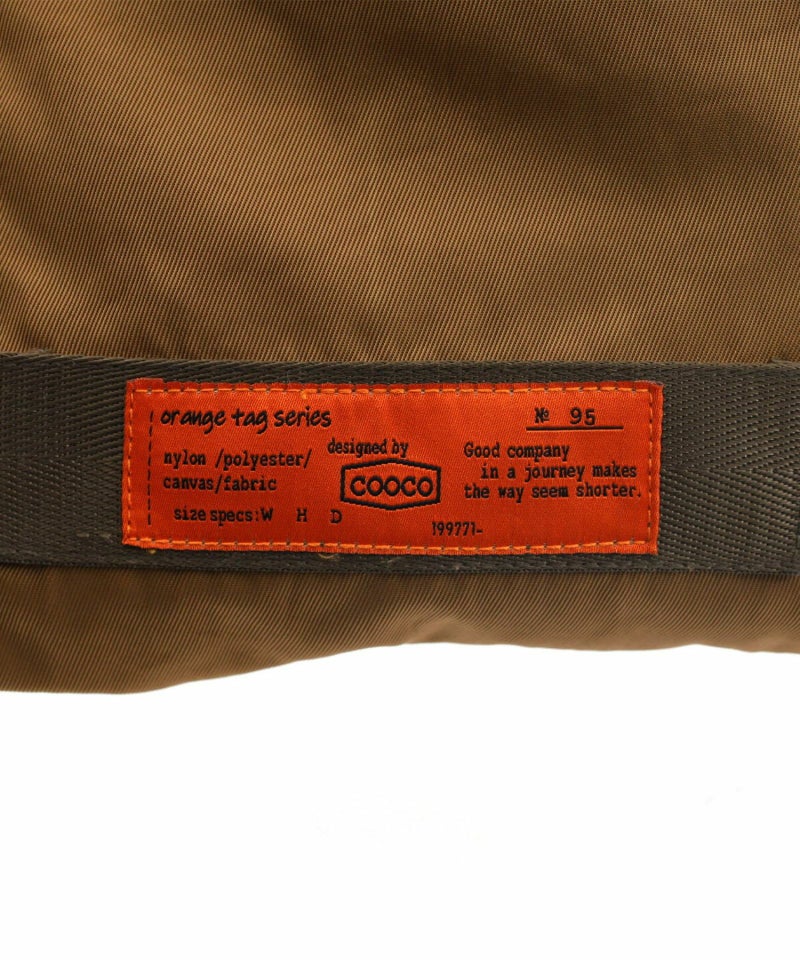 orange tag series
№ 95
nylon /polyester/
canvas/fabric
size specs:W H D
designed by
COOCO
Good company
in a journey makes
the way seem shorter.
199771-